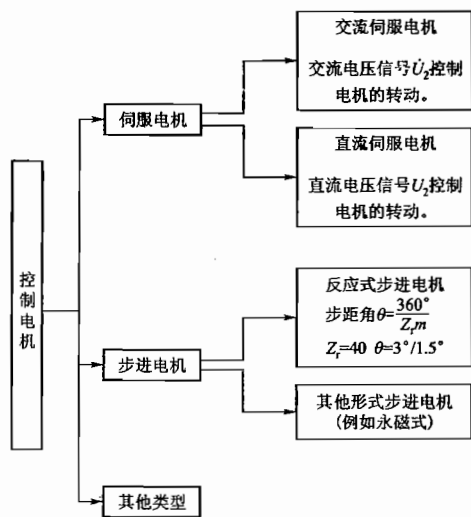 控制电机
伺服电机
交流伺服电机
交流电压信号U̇₂控制
电机的转动。
直流伺服电机
直流电压信号U₂控制
电机的转动。
步进电机
反应式步进电机
步距角θ=360°/Zᵣm
Zᵣ=40 θ=3°/1.5°
其他形式步进电机
(例如永磁式)
其他类型